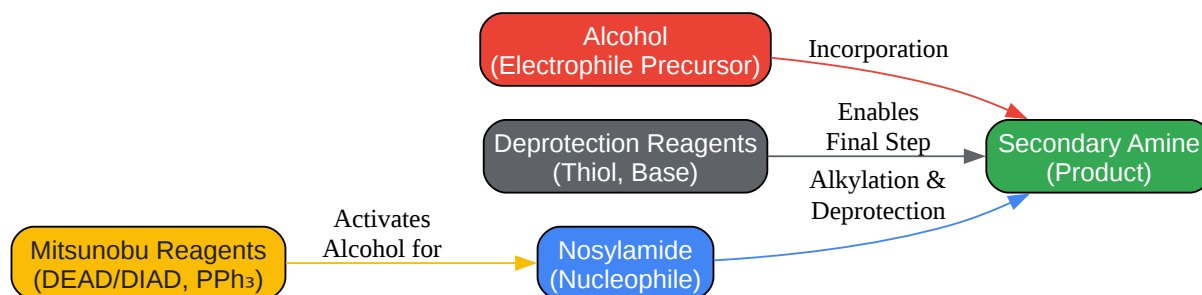 Alcohol
(Electrophile Precursor)
Incorporation
Deprotection Reagents
(Thiol, Base)
Enables
Final Step
Secondary Amine
(Product)
Alkylation &
Deprotection
Mitsunobu Reagents
(DEAD/DIAD, PPh₃)
Activates
Alcohol for
Nosylamide
(Nucleophile)